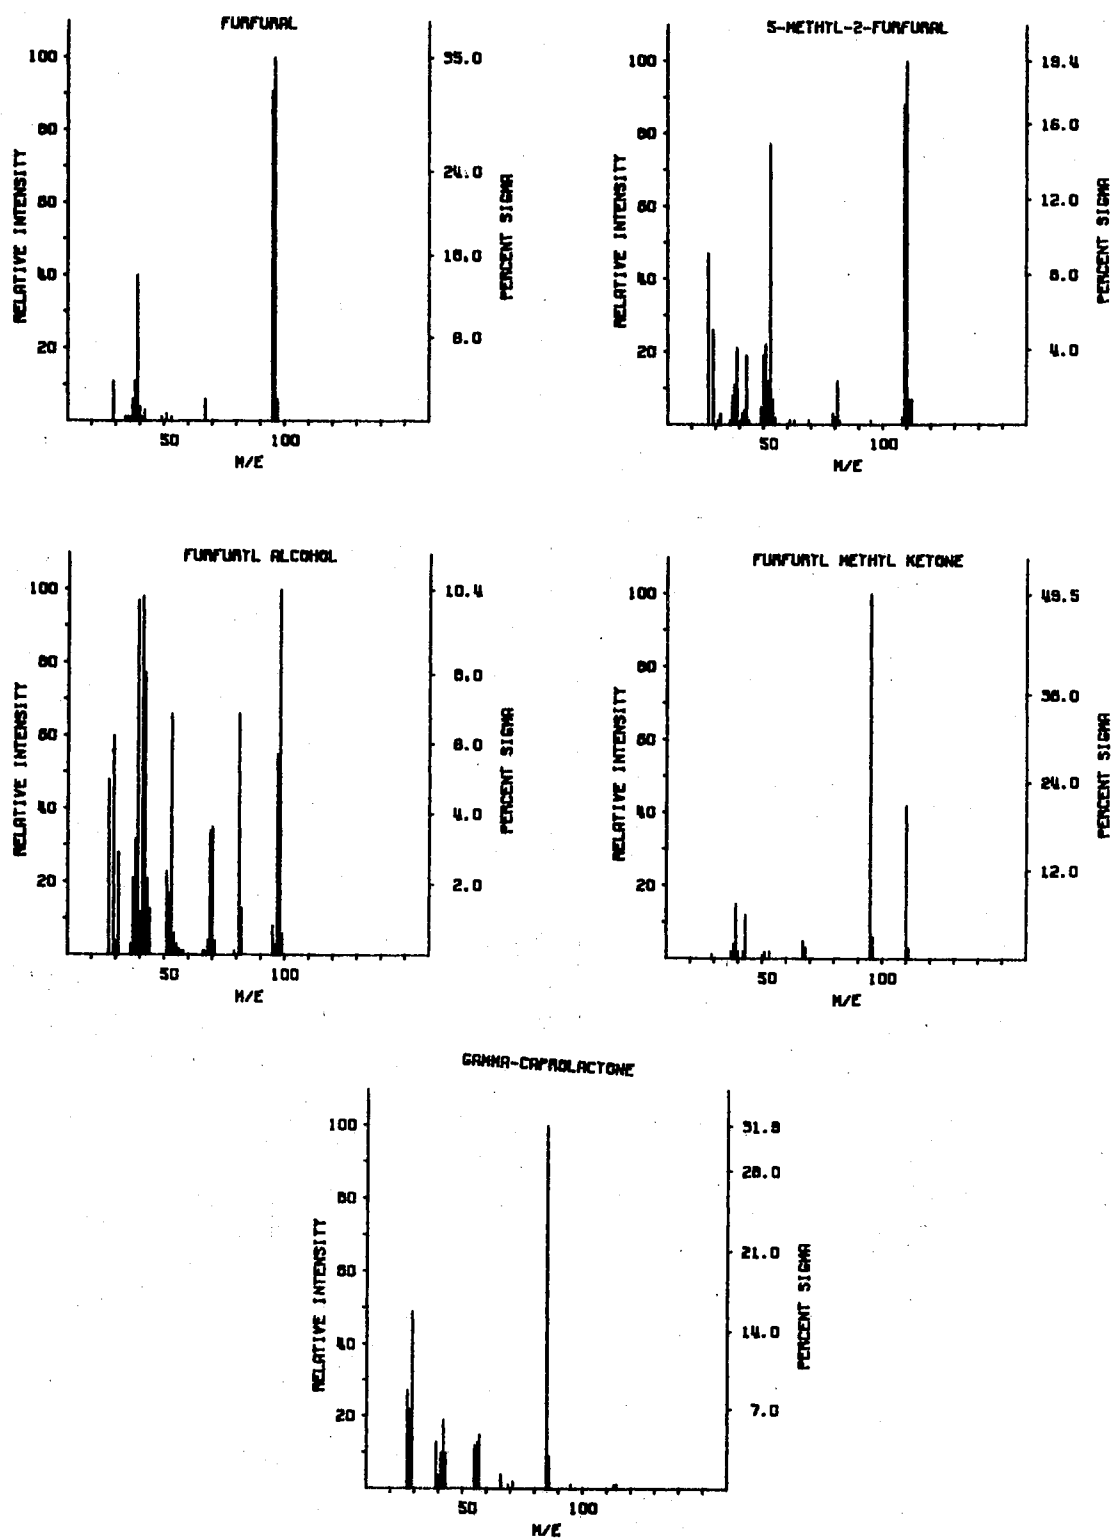 FURFURAL
100
80
60
40
20
RELATIVE INTENSITY
35.0
24.0
16.0
8.0
PERCENT SIGMA
50
100
M/E
5-METHYL-2-FURFURAL
100
80
60
40
20
RELATIVE INTENSITY
19.4
16.0
12.0
8.0
4.0
PERCENT SIGMA
50
100
M/E
FURFURYL ALCOHOL
100
80
60
40
20
RELATIVE INTENSITY
10.4
8.0
6.0
4.0
2.0
PERCENT SIGMA
50
100
M/E
FURFURYL METHYL KETONE
100
80
60
40
20
RELATIVE INTENSITY
49.5
36.0
24.0
12.0
PERCENT SIGMA
50
100
M/E
GAMMA-CAPROLACTONE
100
80
60
40
20
RELATIVE INTENSITY
31.9
28.0
21.0
14.0
7.0
PERCENT SIGMA
50
100
M/E